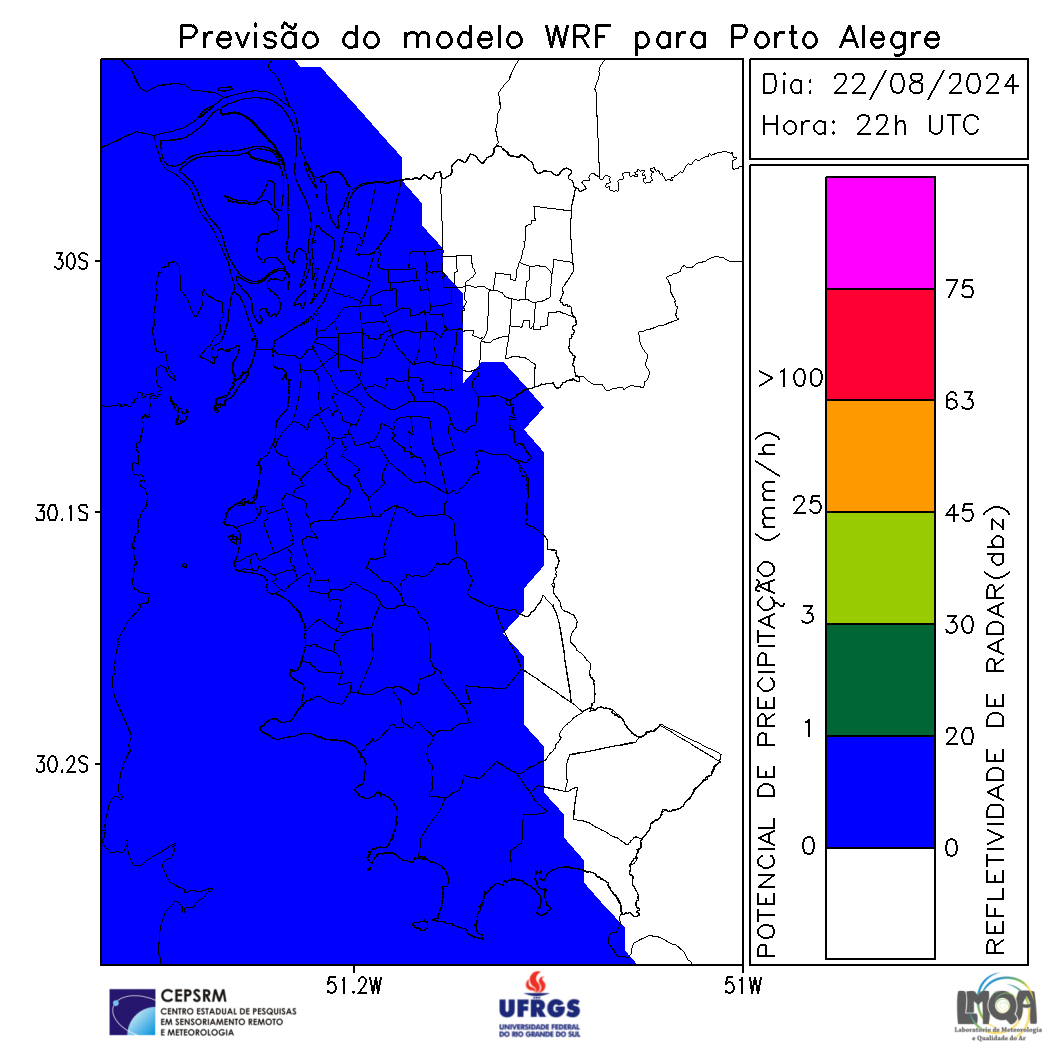 Previsão do modelo WRF para Porto Alegre
Dia: 22/08/2024
Hora: 22h UTC
30S
30.1S
30.2S
51.2W
51W
POTENCIAL DE PRECIPITAÇÃO (mm/h)
>100
25
3
1
0
75
63
45
30
20
0
REFLETIVIDADE DE RADAR(dbz)
CEPSRM
CENTRO ESTADUAL DE PESQUISAS
EM SENSORIAMENTO REMOTO
E METEOROLOGIA
UFRGS
UNIVERSIDADE FEDERAL
DO RIO GRANDE DO SUL
LMQA
Laboratório de Meteorologia
e Qualidade do Ar